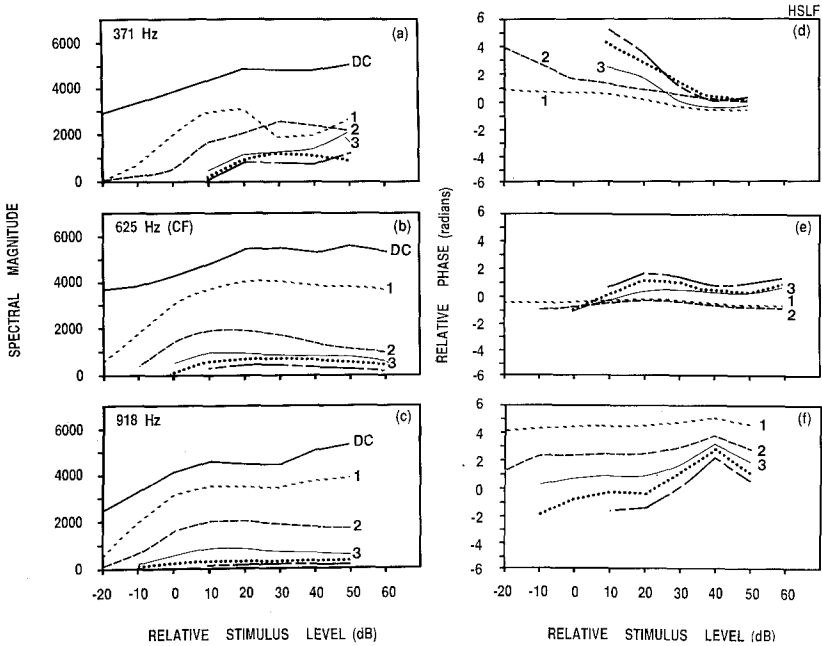 HSLF
371 Hz
(a)
6000
4000
2000
0
DC
1
2
3
(d)
6
4
2
0
-2
-4
-6
2
3
1
SPECTRAL MAGNITUDE
625 Hz (CF)
(b)
6000
4000
2000
0
DC
1
2
3
RELATIVE PHASE (radians)
(e)
6
4
2
0
-2
-4
-6
3
1
2
918 Hz
(c)
6000
4000
2000
0
DC
1
2
3
-20 -10 0 10 20 30 40 50 60
RELATIVE STIMULUS LEVEL (dB)
(f)
6
4
2
0
-2
-4
-6
1
2
3
-20 -10 0 10 20 30 40 50 60
RELATIVE STIMULUS LEVEL (dB)